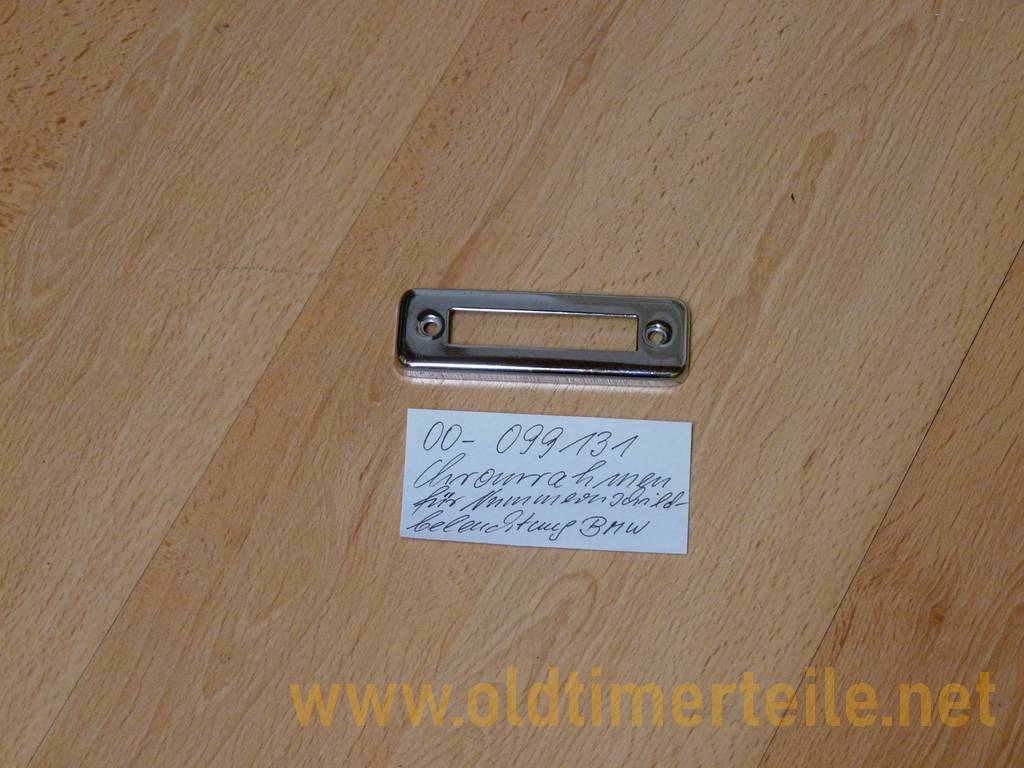 00- 099131
Chromrahmen
für Nummernschild-
beleuchtung BMW
www.oldtimerteile.net